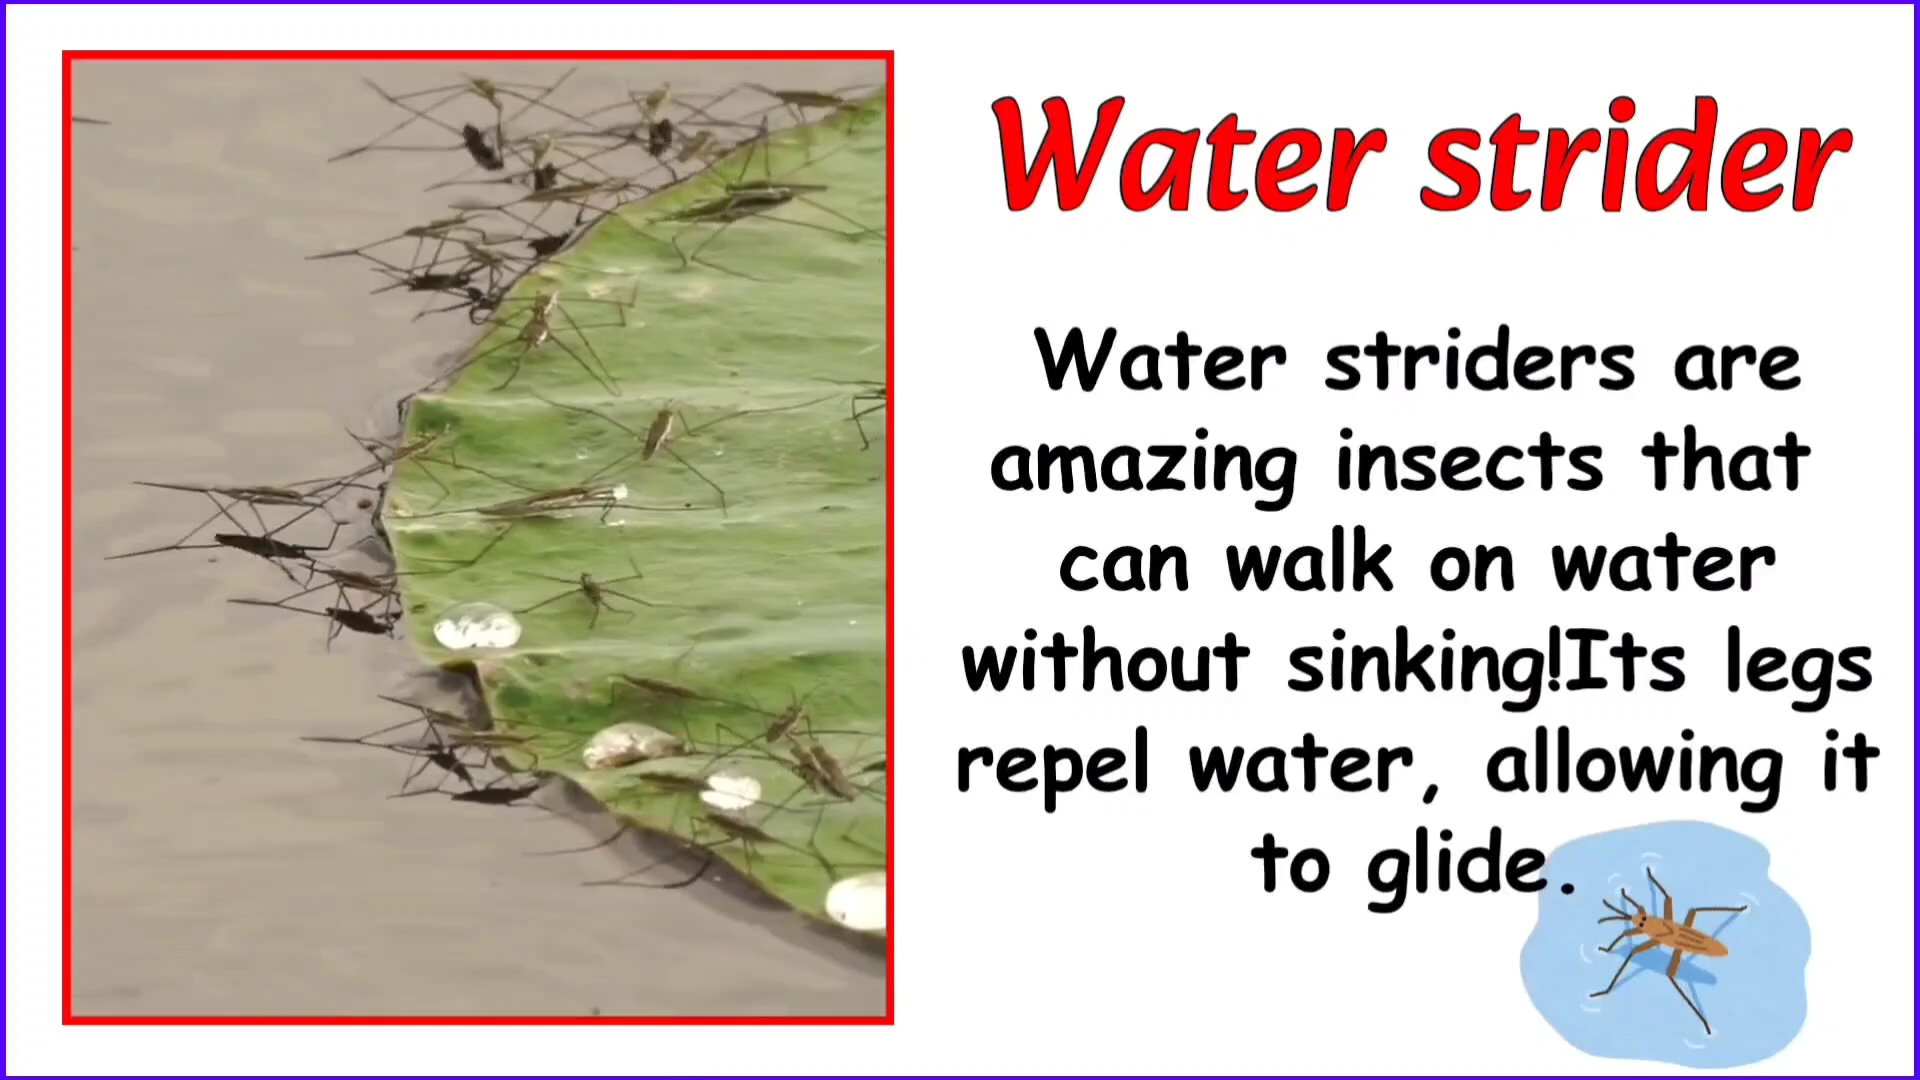 Water strider
Water striders are
amazing insects that
can walk on water
without sinking!Its legs
repel water, allowing it
to glide.